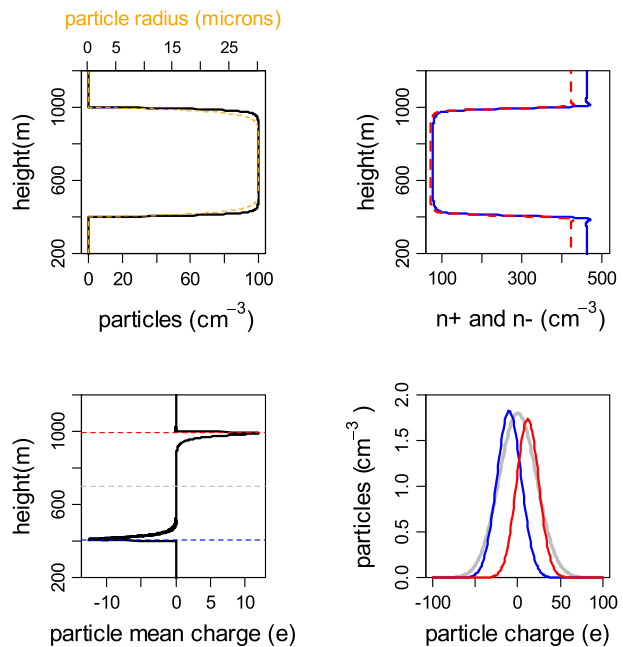 particle radius (microns)
0 5 15 25
height(m)
200 600 1000
0 20 60 100
particles (cm⁻³)
height(m)
200 600 1000
100 300 500
n+ and n- (cm⁻³)
height(m)
200 600 1000
-10 0 5 10
particle mean charge (e)
particles (cm⁻³ )
0.0 0.5 1.0 1.5 2.0
-100 -50 0 50 100
particle charge (e)